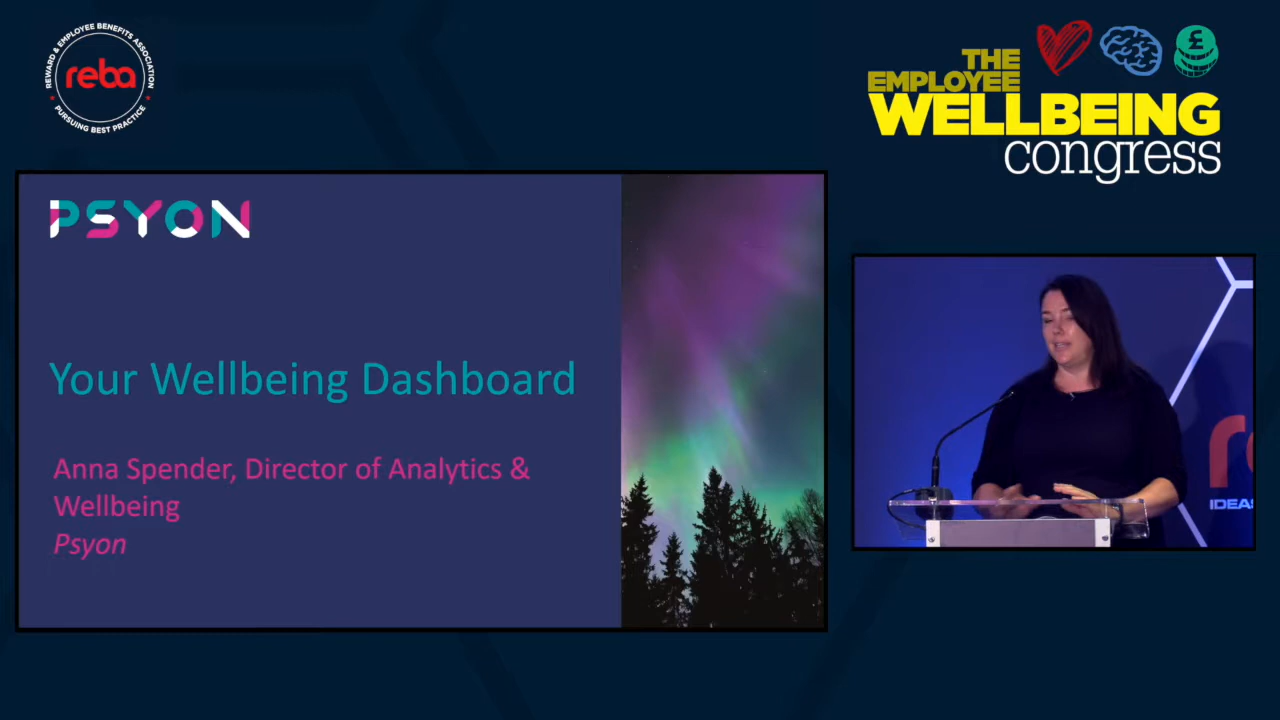 REWARD & EMPLOYEE BENEFITS ASSOCIATION
reba
PURSUING BEST PRACTICE
THE
EMPLOYEE
WELLBEING
congress
£
PSYON
Your Wellbeing Dashboard
Anna Spender, Director of Analytics &
Wellbeing
Psyon
IDEAS